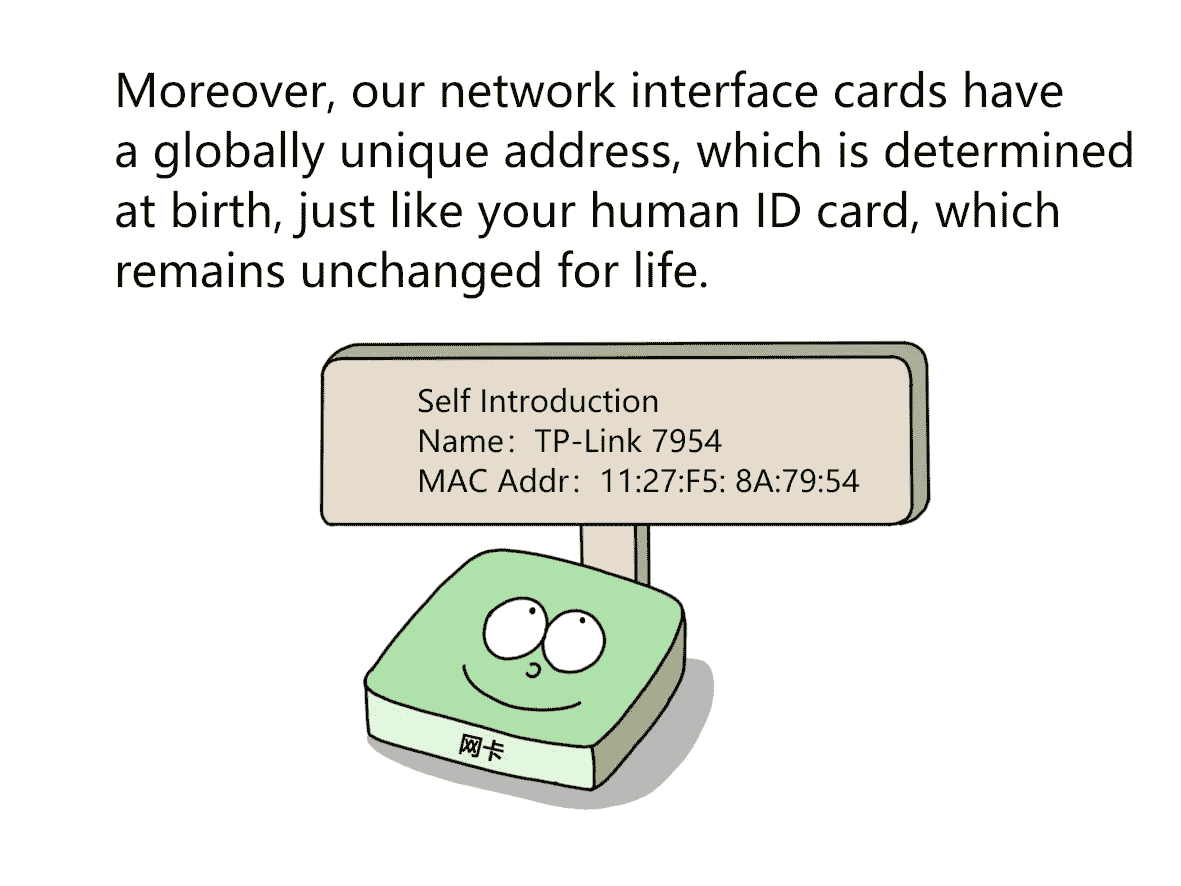 Moreover, our network interface cards have
a globally unique address, which is determined
at birth, just like your human ID card, which
remains unchanged for life.
Self Introduction
Name：TP-Link 7954
MAC Addr：11:27:F5: 8A:79:54
网卡